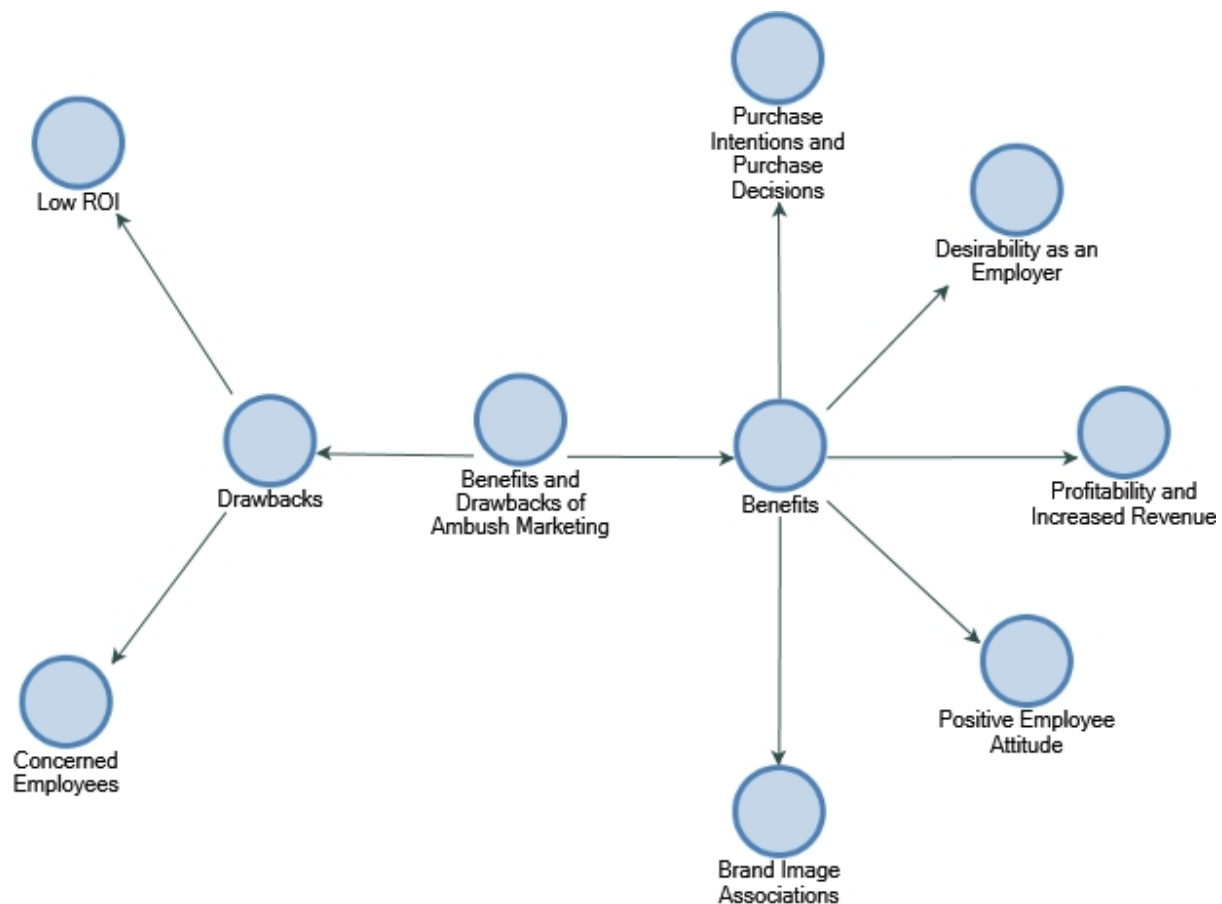 Purchase
Intentions and
Purchase
Decisions
Low ROI
Desirability as an
Employer
Drawbacks
Benefits and
Drawbacks of
Ambush Marketing
Benefits
Profitability and
Increased Revenue
Positive Employee
Attitude
Concerned
Employees
Brand Image
Associations